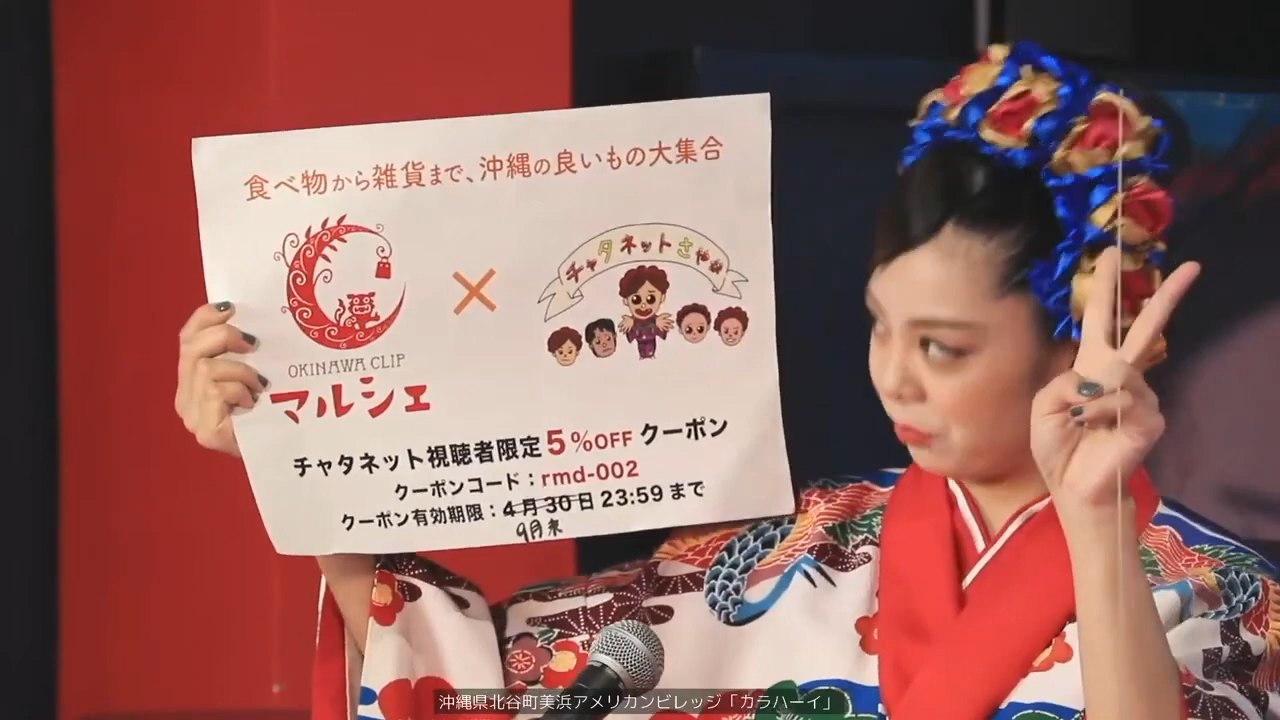 食べ物から雑貨まで、沖縄の良いもの大集合
チャタネットさやか
×
OKINAWA CLIP
マルシェ
チャタネット視聴者限定5%OFFクーポン
クーポンコード：rmd-002
クーポン有効期限：4月30日 23:59 まで
9月末
沖縄県北谷町美浜アメリカンビレッジ「カラハーイ」